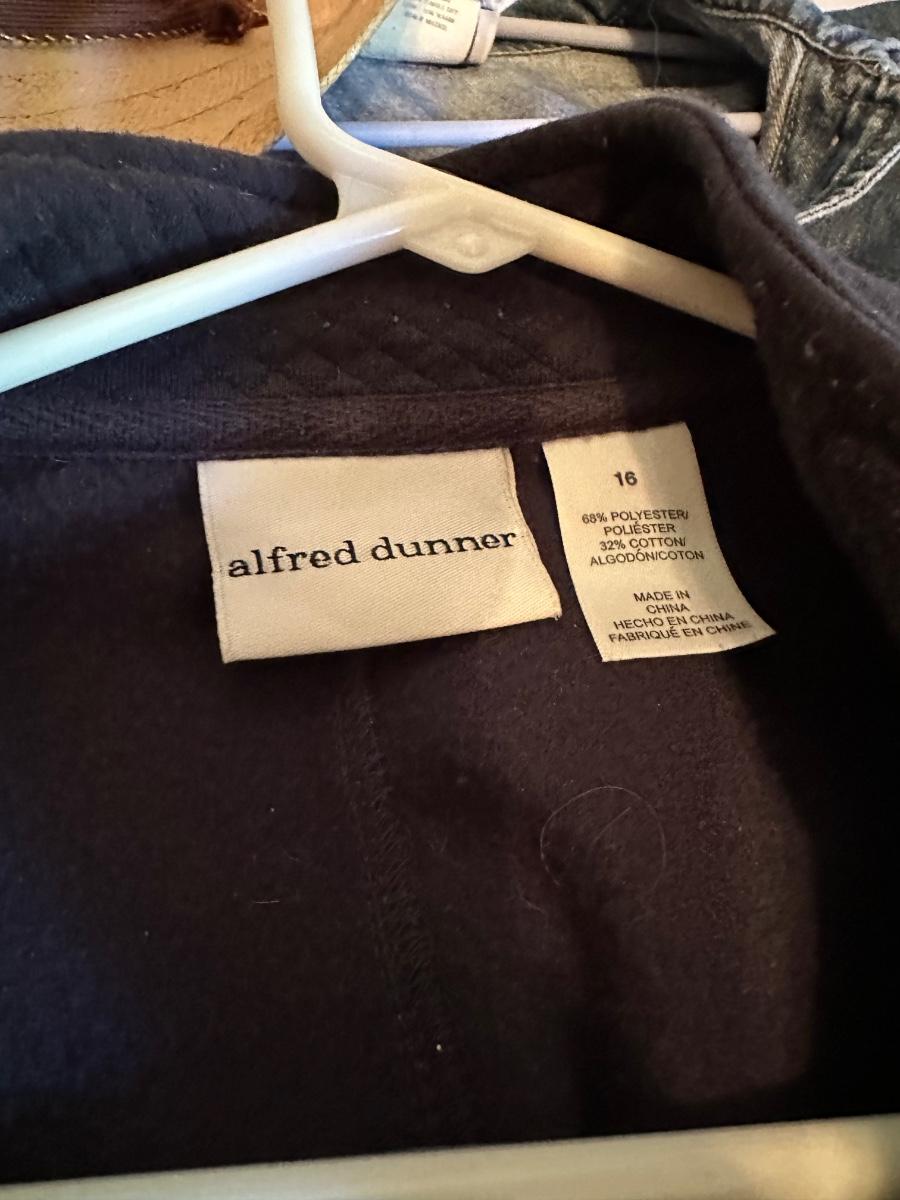 alfred dunner
16
68% POLYESTER/
POLIÉSTER
32% COTTON/
ALGODÓN/COTON
MADE IN
CHINA
HECHO EN CHINA
FABRIQUÉ EN CHINE